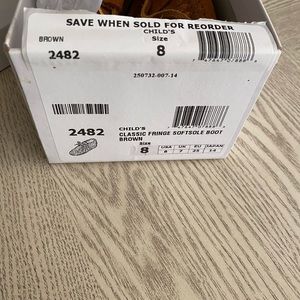 SAVE WHEN SOLD FOR REORDER
BROWN
CHILD'S
Size
2482
8
250732-007-14
2482
CHILD'S
CLASSIC FRINGE SOFTSOLE BOOT
BROWN
Size
8
USA UK EU JAPAN
8 7 25 14